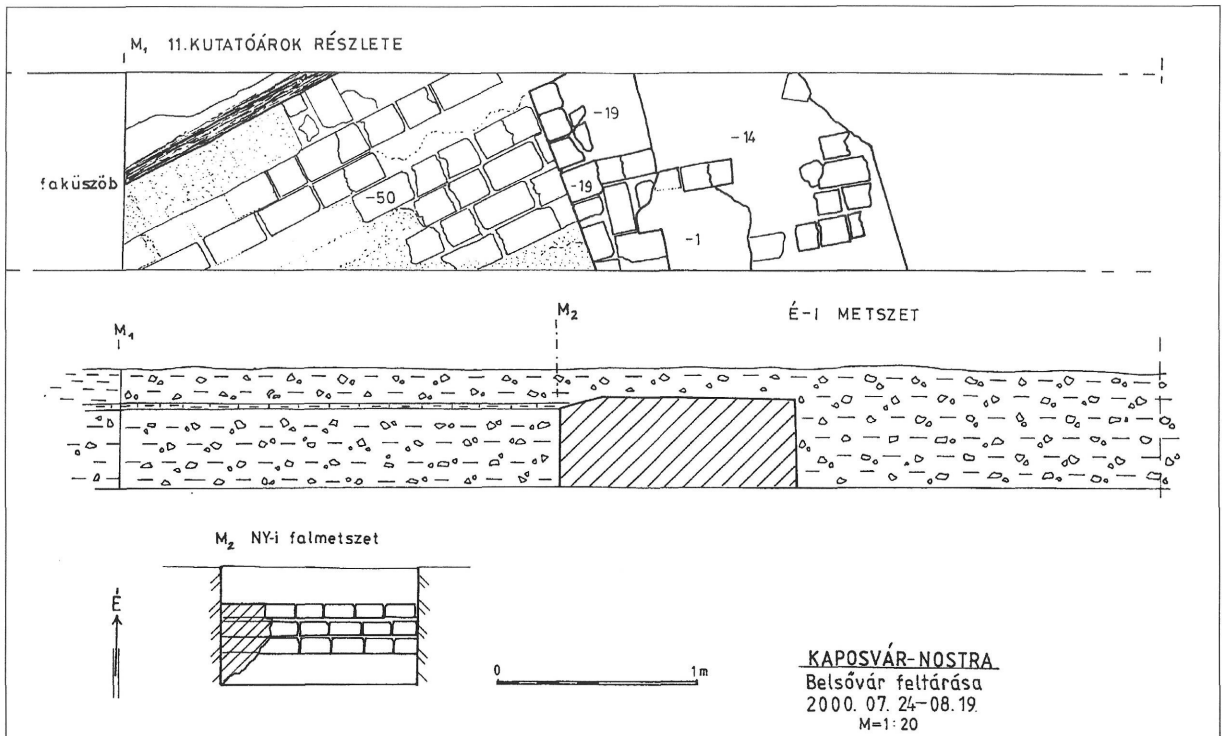 M₁ 11.KUTATÓÁROK RÉSZLETE
-19
-14
faküszöb
-50
-19
-1
M₁
M₂
É-I METSZET
M₂ NY-i falmetszet
É
0 1m
KAPOSVÁR-NOSTRA
Belsővár feltárása
2000. 07. 24-08.19.
M=1:20